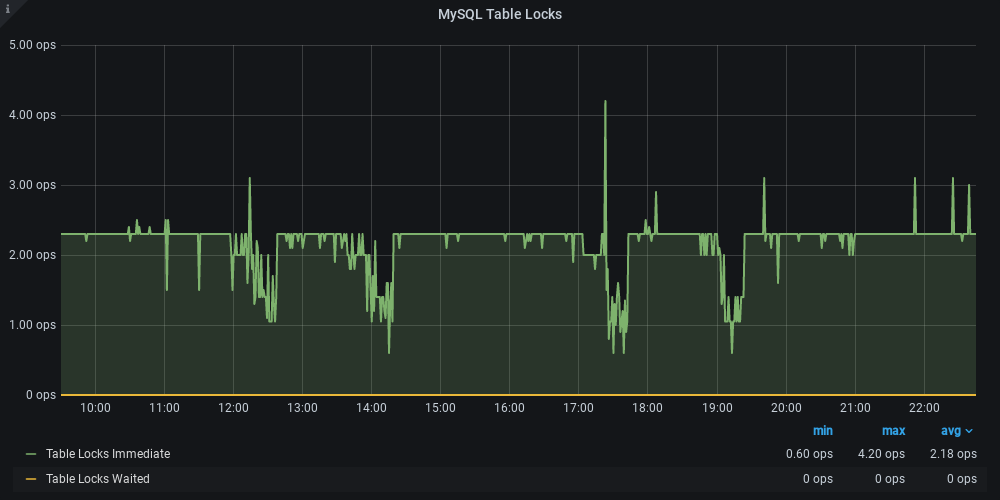 i
MySQL Table Locks
5.00 ops
4.00 ops
3.00 ops
2.00 ops
1.00 ops
0 ops
10:00 11:00 12:00 13:00 14:00 15:00 16:00 17:00 18:00 19:00 20:00 21:00 22:00
min max avg
Table Locks Immediate 0.60 ops 4.20 ops 2.18 ops
Table Locks Waited 0 ops 0 ops 0 ops